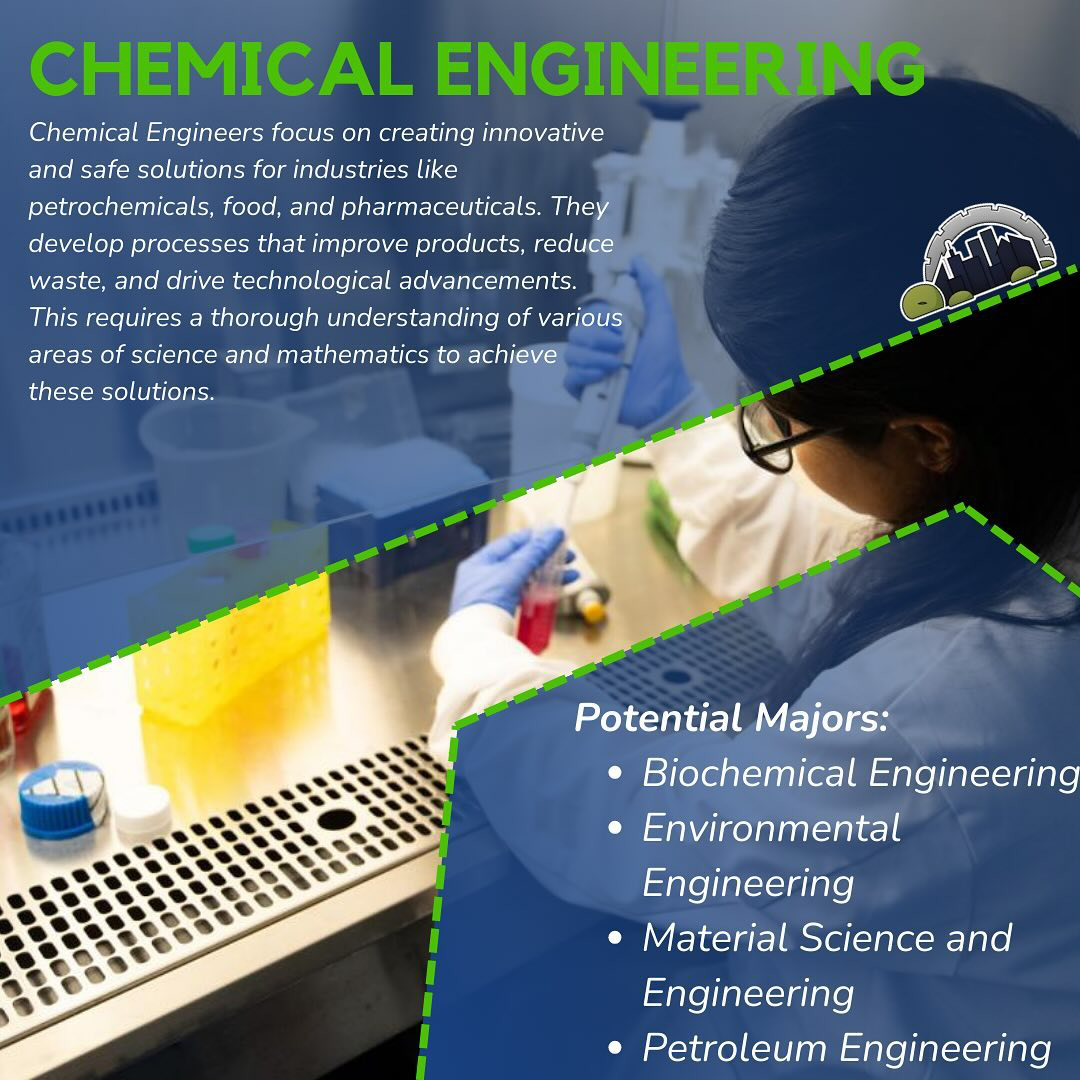 CHEMICAL ENGINEERING
Chemical Engineers focus on creating innovative
and safe solutions for industries like
petrochemicals, food, and pharmaceuticals. They
develop processes that improve products, reduce
waste, and drive technological advancements.
This requires a thorough understanding of various
areas of science and mathematics to achieve
these solutions.
Potential Majors:
• Biochemical Engineering
• Environmental
Engineering
• Material Science and
Engineering
• Petroleum Engineering